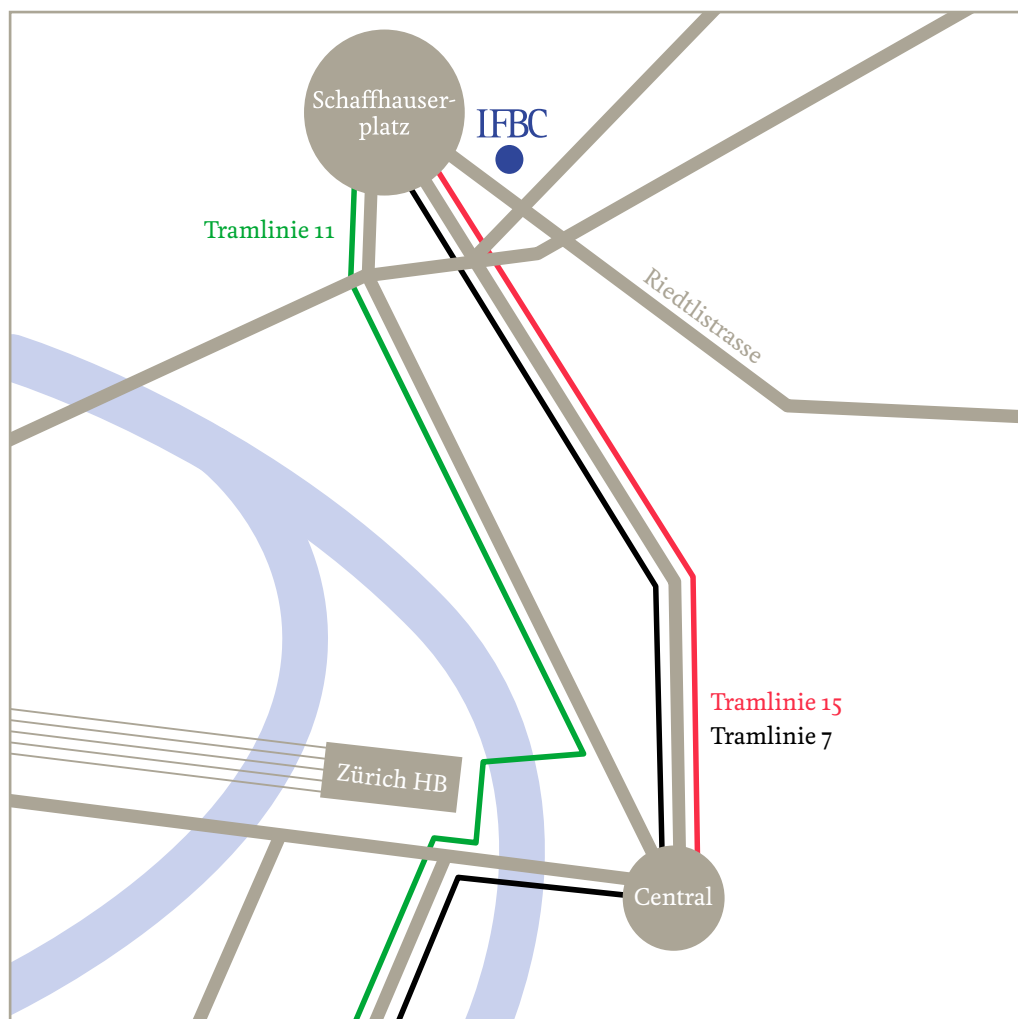 Schaffhauser-
platz
IFBC
Tramlinie 11
Riedtlistrasse
Tramlinie 15
Tramlinie 7
Zürich HB
Central